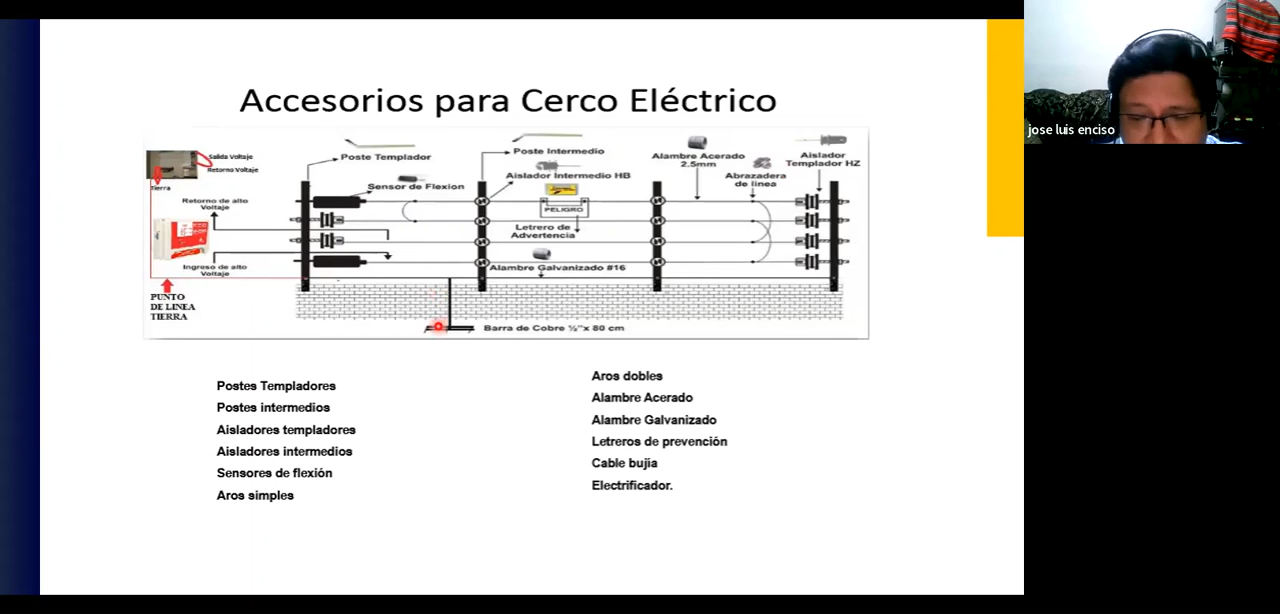 Accesorios para Cerco Eléctrico
jose luis enciso
Salida Voltaje
Retorno Voltaje
Tierra
Poste Templador
Poste Intermedio
Alambre Acerado
2.5mm
Aislador
Templador HZ
Sensor de Flexion
Aislador Intermedio HB
Abrazadera
de linea
Retorno de alto
Voltaje
PELIGRO
Letrero de
Advertencia
Ingreso de alto
Voltaje
Alambre Galvanizado #16
PUNTO
DE LINEA
TIERRA
Barra de Cobre ½"x 80 cm
Postes Templadores
Postes intermedios
Aisladores templadores
Aisladores intermedios
Sensores de flexión
Aros simples
Aros dobles
Alambre Acerado
Alambre Galvanizado
Letreros de prevención
Cable bujía
Electrificador.